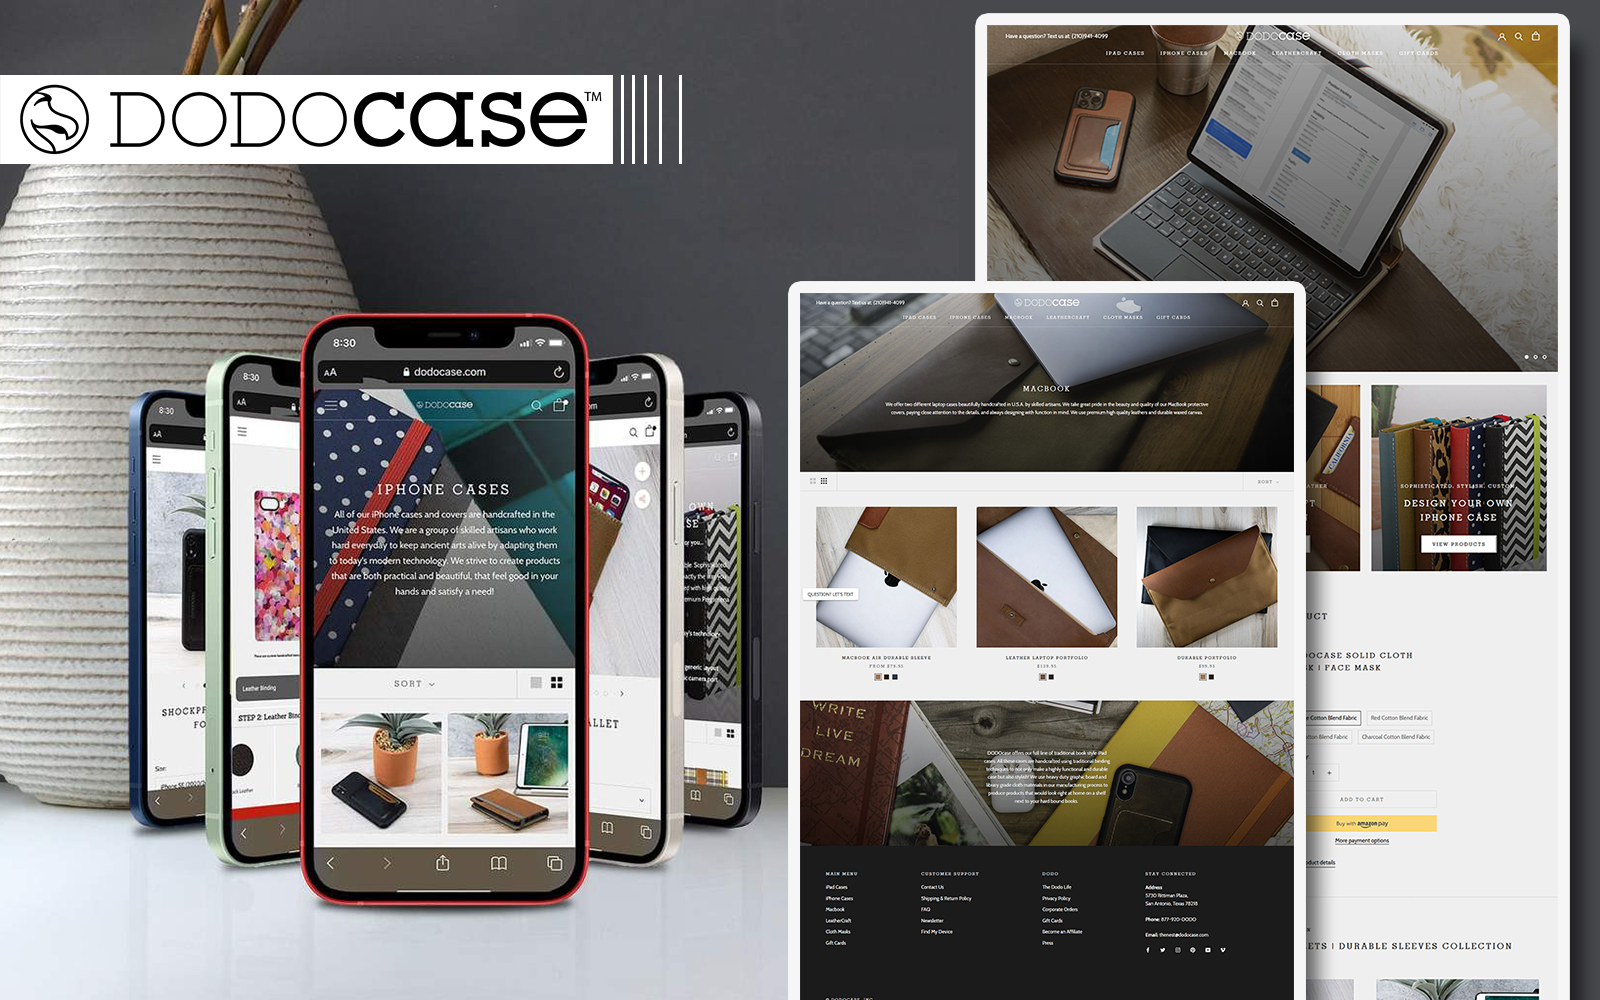 DODOcase™
8:30
AA
SHOCKPR
FO
Size:
8:30
AA
Leather Binding
STEP 2: Leather Binc
ack Leather
8:30
AA
dodocase.com
DODOcase
IPHONE CASES
All of our iPhone cases and covers are handcrafted in the
United States. We are a group of skilled artisans who work
hard everyday to keep ancient arts alive by adapting them
to today's modern technology. We strive to create products
that are both practical and beautiful, that feel good in your
hands and satisfy a need!
SORT
om
ALLET
OWN
SE
Have a question? Text us at: (210)941-4099
DODOcase
IPAD CASES
IPHONE CASES
MACBOOK
LEATHERCRAFT
CLOTH MASKS
GIFT CARDS
CALIFORNIA
SOPHISTICATED. STYLISH. CUSTOM.
DESIGN YOUR OWN
IPHONE CASE
VIEW PRODUCTS
UCT
DOCASE SOLID CLOTH
SK | FACE MASK
e Cotton Blend Fabric
Red Cotton Blend Fabric
tton Blend Fabric
Charcoal Cotton Blend Fabric
1 +
ADD TO CART
Buy with amazon pay
More payment options
oduct details
ETS | DURABLE SLEEVES COLLECTION
Have a question? Text us at: (210)941-4099
DODOcase
IPAD CASES
IPHONE CASES
MACBOOK
LEATHERCRAFT
CLOTH MASKS
GIFT CARDS
MACBOOK
We offer two different laptop cases beautifully handcrafted in U.S.A. by skilled artisans. We take great pride in the beauty and quality of our MacBook protective
covers, paying close attention to the details, and always designing with function in mind. We use premium high quality leathers and durable waxed canvas.
SORT
QUESTION? LET'S TEXT
MACBOOK AIR DURABLE SLEEVE
FROM $79.95
LEATHER LAPTOP PORTFOLIO
$139.95
DURABLE PORTFOLIO
$99.95
WRITE
LIVE
DREAM
DODOcase offers our full line of traditional book style iPad
cases. All these cases are handcrafted using traditional binding
techniques to not only make a highly functional and durable
case but also stylish! We use heavy duty graphic board and
library grade cloth materials in our manufacturing process to
produce products that would look right at home on a shelf
next to your hard bound books.
MAIN MENU
iPad Cases
iPhone Cases
Macbook
LeatherCraft
Cloth Masks
Gift Cards
CUSTOMER SUPPORT
Contact Us
Shipping & Return Policy
FAQ
Newsletter
Find My Device
DODO
The Dodo Life
Privacy Policy
Corporate Orders
Gift Cards
Become an Affiliate
Press
STAY CONNECTED
Address
5730 Rittiman Plaza,
San Antonio, Texas 78218
Phone: 877-920-DODO
Email: thenest@dodocase.com
© DODOCASE, INC